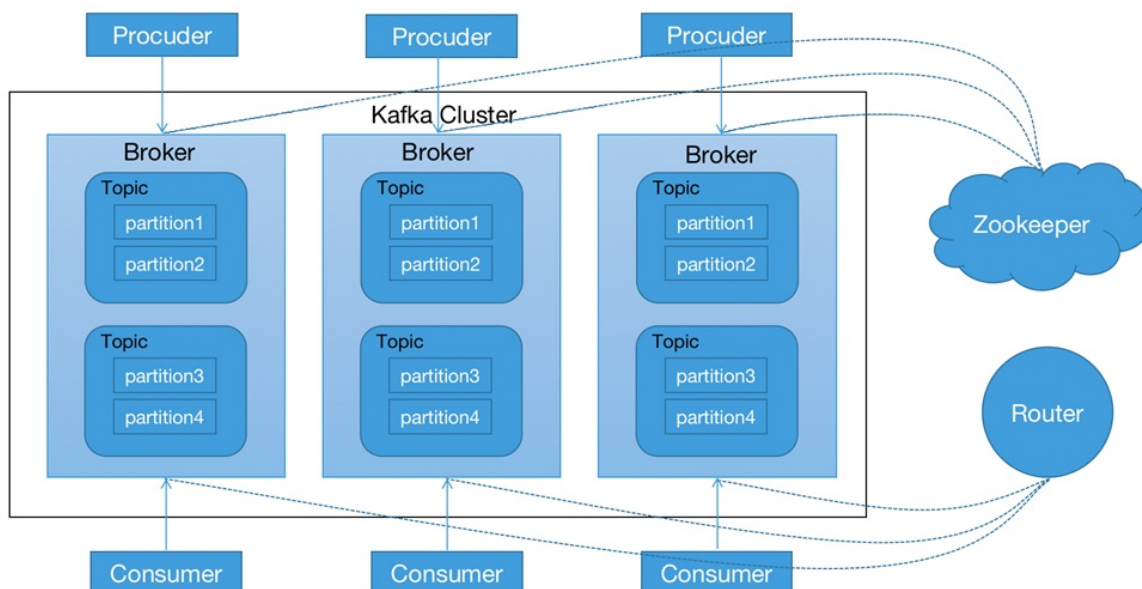 Procuder
Procuder
Procuder
Kafka Cluster
Broker
Broker
Broker
Topic
partition1
partition2
Topic
partition1
partition2
Topic
partition1
partition2
Zookeeper
Topic
partition3
partition4
Topic
partition3
partition4
Topic
partition3
partition4
Router
Consumer
Consumer
Consumer